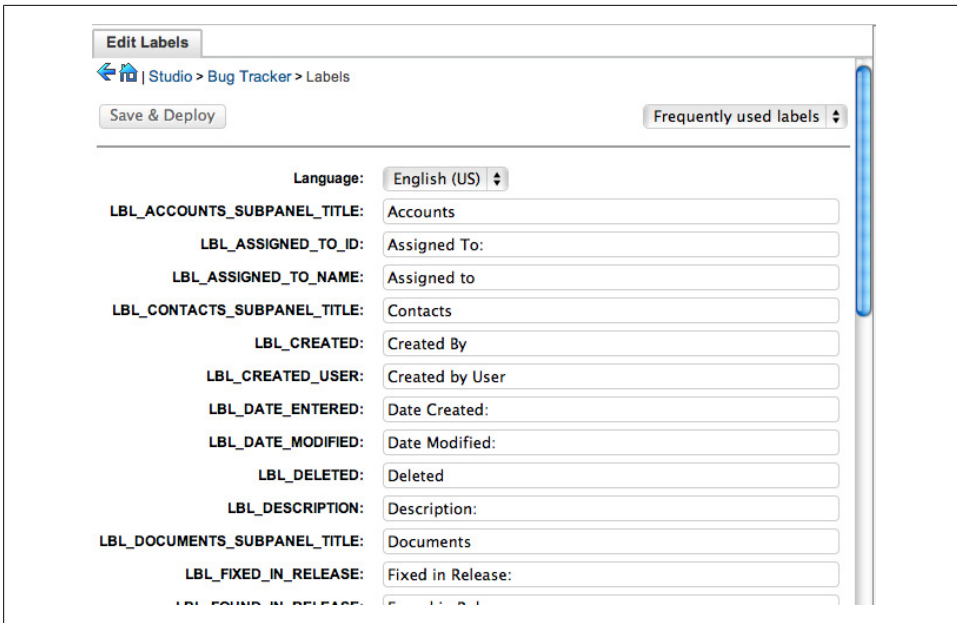 Edit Labels
| Studio > Bug Tracker > Labels
Save & Deploy
Frequently used labels
Language: English (US)
LBL_ACCOUNTS_SUBPANEL_TITLE: Accounts
LBL_ASSIGNED_TO_ID: Assigned To:
LBL_ASSIGNED_TO_NAME: Assigned to
LBL_CONTACTS_SUBPANEL_TITLE: Contacts
LBL_CREATED: Created By
LBL_CREATED_USER: Created by User
LBL_DATE_ENTERED: Date Created:
LBL_DATE_MODIFIED: Date Modified:
LBL_DELETED: Deleted
LBL_DESCRIPTION: Description:
LBL_DOCUMENTS_SUBPANEL_TITLE: Documents
LBL_FIXED_IN_RELEASE: Fixed in Release: